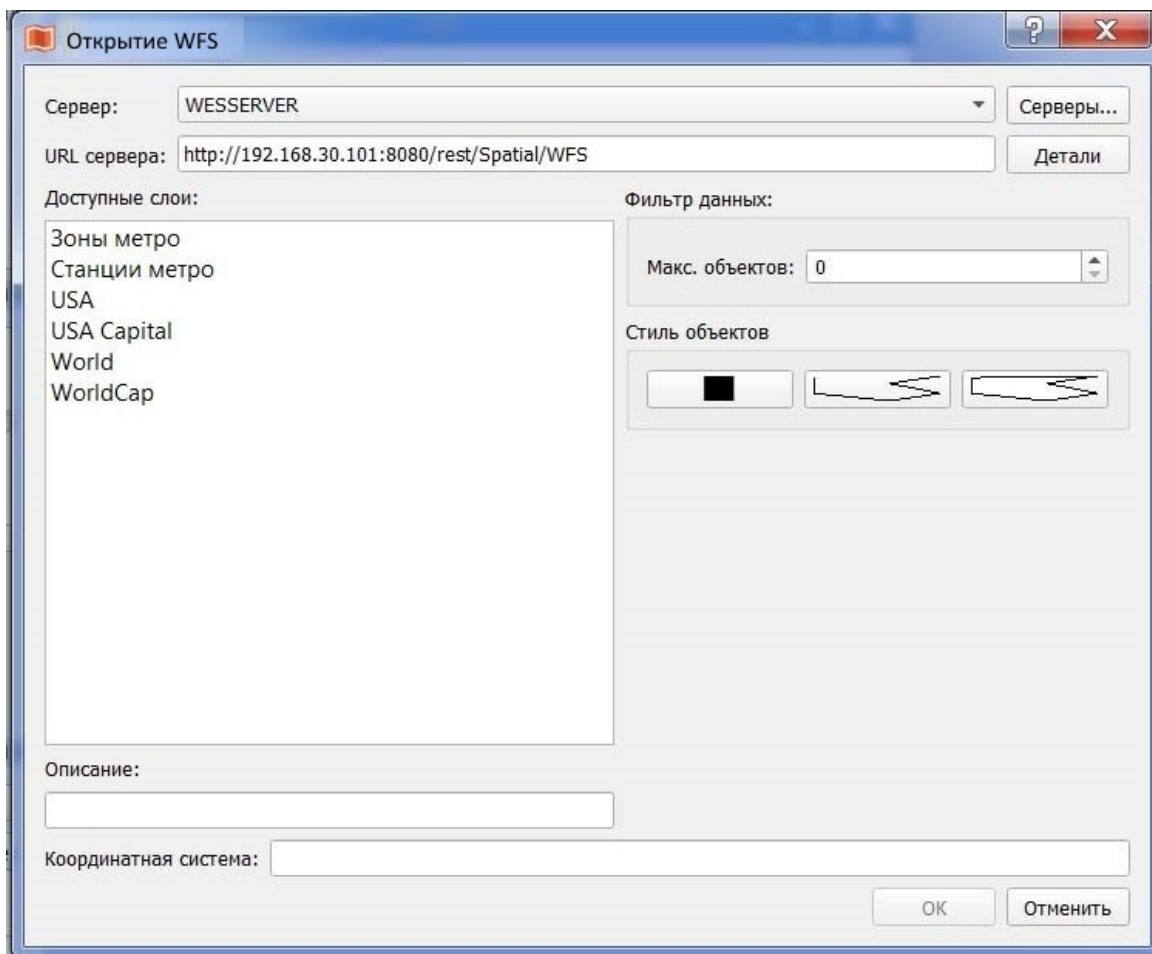 Открытие WFS
Сервер: WESSERVER Серверы...
URL сервера: http://192.168.30.101:8080/rest/Spatial/WFS Детали
Доступные слои:
Зоны метро
Станции метро
USA
USA Capital
World
WorldCap
Фильтр данных:
Макс. объектов: 0
Стиль объектов
Описание:
Координатная система:
OK Отменить